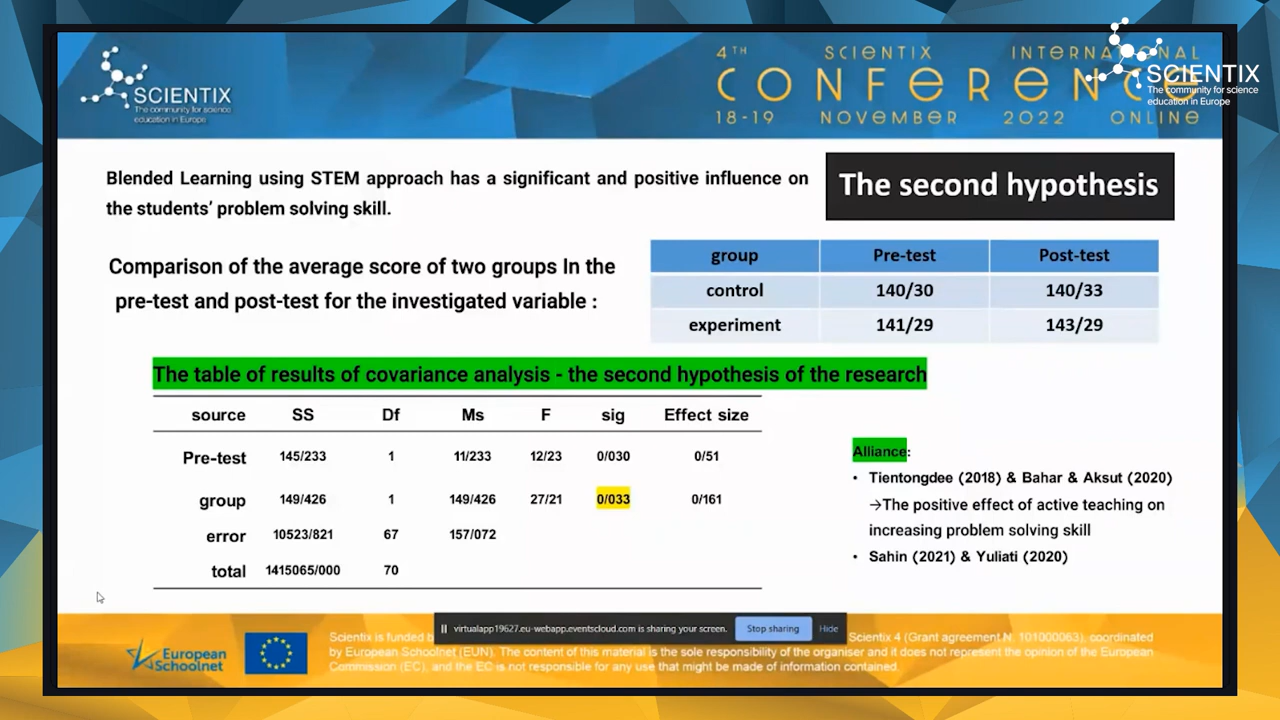 SCIENTIX
The community for science
education in Europe
4TH SCIENTIX INTERNATIONAL
CONFERENCE
18-19 NOVEMBER 2022 ONLINE
SCIENTIX
The community for science
education in Europe
Blended Learning using STEM approach has a significant and positive influence on
the students’ problem solving skill.
The second hypothesis
Comparison of the average score of two groups In the
pre-test and post-test for the investigated variable :
group Pre-test Post-test
control 140/30 140/33
experiment 141/29 143/29
The table of results of covariance analysis - the second hypothesis of the research
source SS Df Ms F sig Effect size
Pre-test 145/233 1 11/233 12/23 0/030 0/51
group 149/426 1 149/426 27/21 0/033 0/161
error 10523/821 67 157/072
total 1415065/000 70
Alliance:
• Tientongdee (2018) & Bahar & Aksut (2020)
→The positive effect of active teaching on
increasing problem solving skill
• Sahin (2021) & Yuliati (2020)
virtualapp19627.eu-webapp.eventscloud.com is sharing your screen. Stop sharing Hide
European
Schoolnet
Scientix is funded b Scientix 4 (Grant agreement N. 101000063), coordinated
by European Schoolnet (EUN). The content of this material is the sole responsibility of the organiser and it does not represent the opinion of the European
Commission (EC), and the EC is not responsible for any use that might be made of information contained.